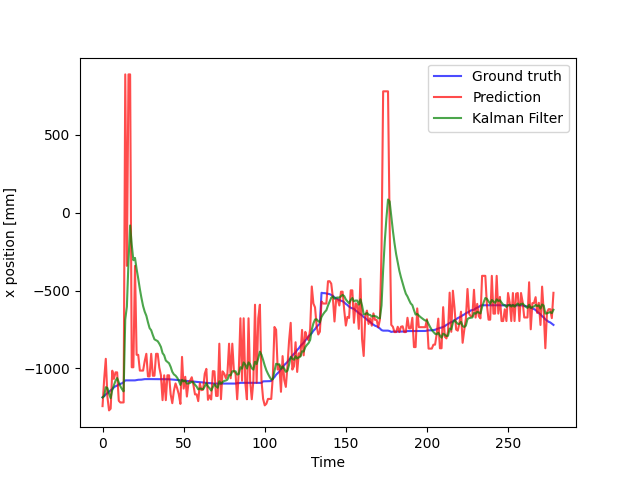 Ground truth
Prediction
Kalman Filter
500
0
−500
−1000
x position [mm]
0 50 100 150 200 250
Time